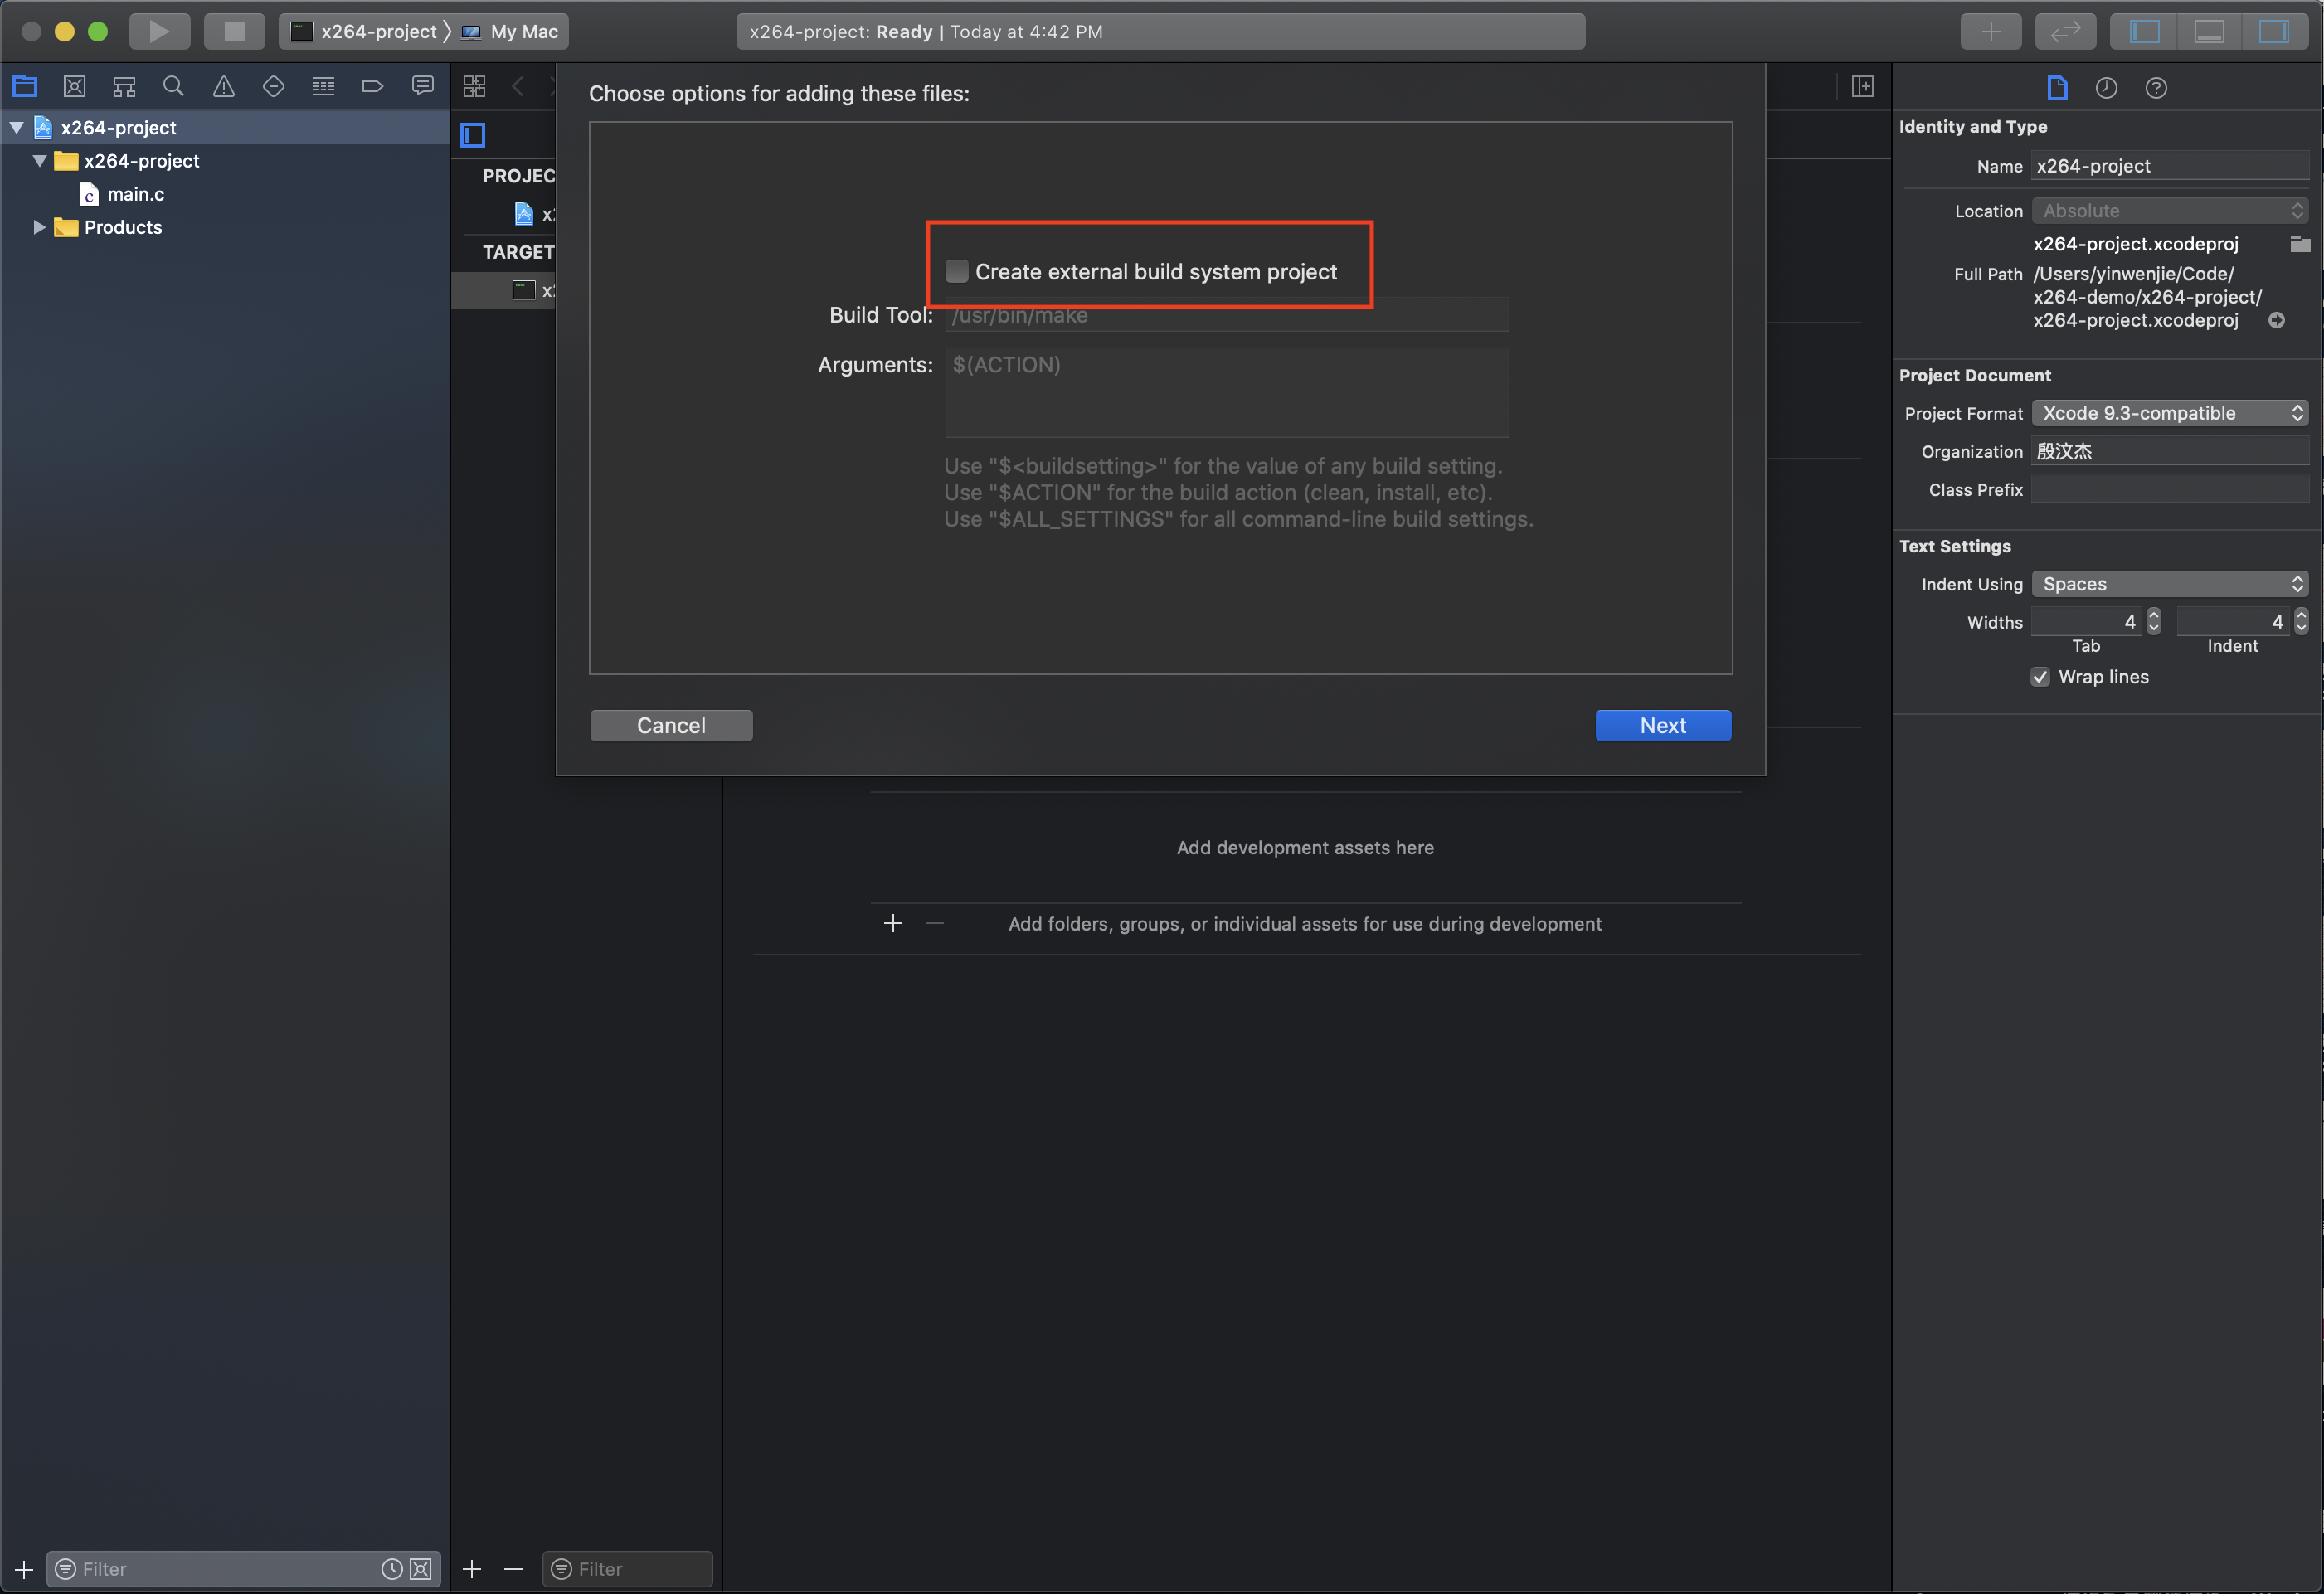 x264-project 〉 My Mac
x264-project: Ready | Today at 4:42 PM
x264-project
x264-project
main.c
Products
PROJEC
TARGET
Choose options for adding these files:
Create external build system project
Build Tool: /usr/bin/make
Arguments: $(ACTION)
Use "$<buildsetting>" for the value of any build setting.
Use "$ACTION" for the build action (clean, install, etc).
Use "$ALL_SETTINGS" for all command-line build settings.
Cancel
Next
Add development assets here
Add folders, groups, or individual assets for use during development
Identity and Type
Name x264-project
Location Absolute
x264-project.xcodeproj
Full Path /Users/yinwenjie/Code/
x264-demo/x264-project/
x264-project.xcodeproj
Project Document
Project Format Xcode 9.3-compatible
Organization 殷汶杰
Class Prefix
Text Settings
Indent Using Spaces
Widths 4 4
Tab Indent
Wrap lines
Filter
Filter